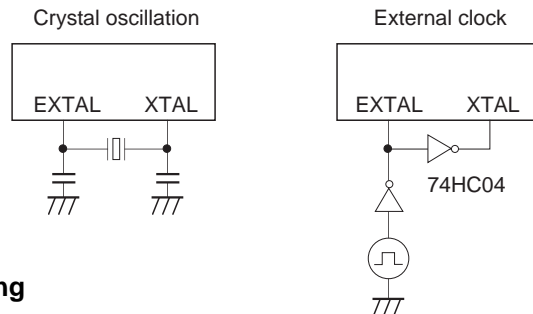 Crystal oscillation
External clock
EXTAL XTAL
EXTAL XTAL
74HC04